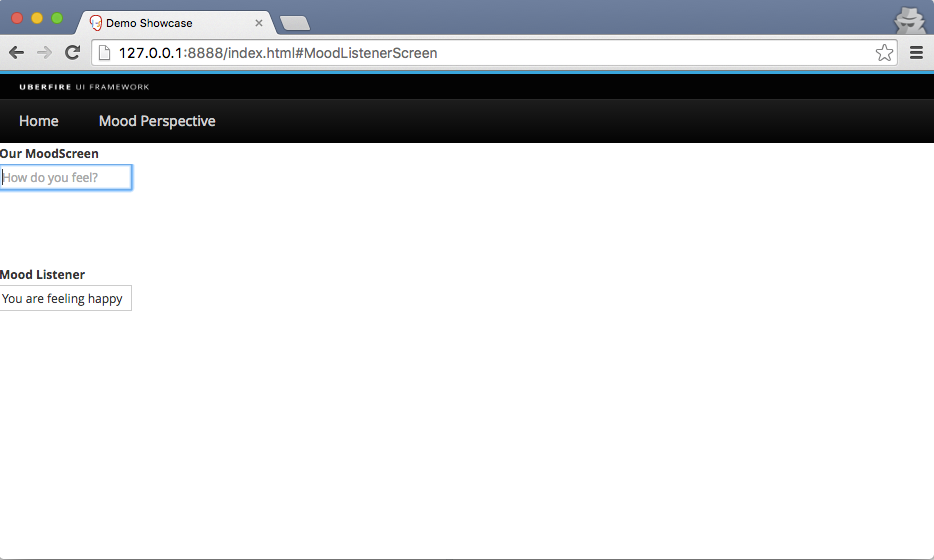 Demo Showcase
127.0.0.1:8888/index.html#MoodListenerScreen
UBERFIRE UI FRAMEWORK
Home Mood Perspective
Our MoodScreen
How do you feel?
Mood Listener
You are feeling happy